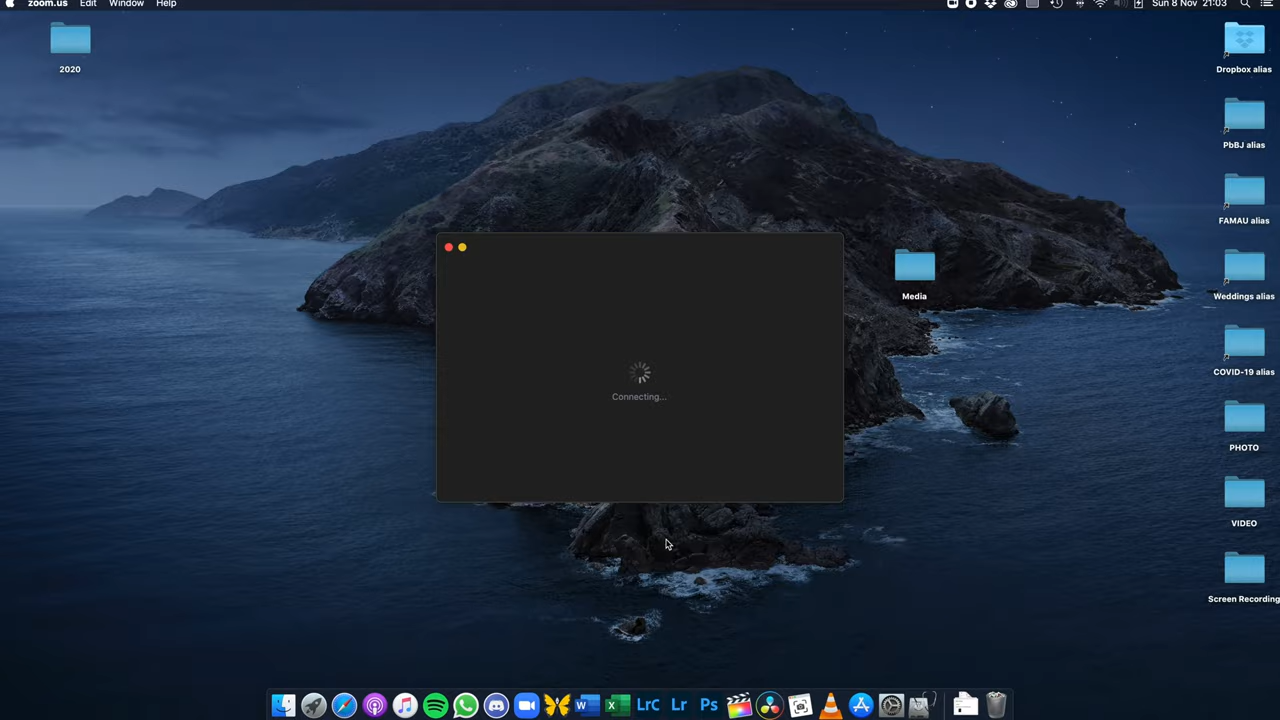 zoom.us Edit Window Help Sun 8 Nov 21:03
2020
Dropbox alias
PbBJ alias
FAMAU alias
Weddings alias
Media
COVID-19 alias
Connecting...
PHOTO
VIDEO
Screen Recording
W X LrC Lr Ps